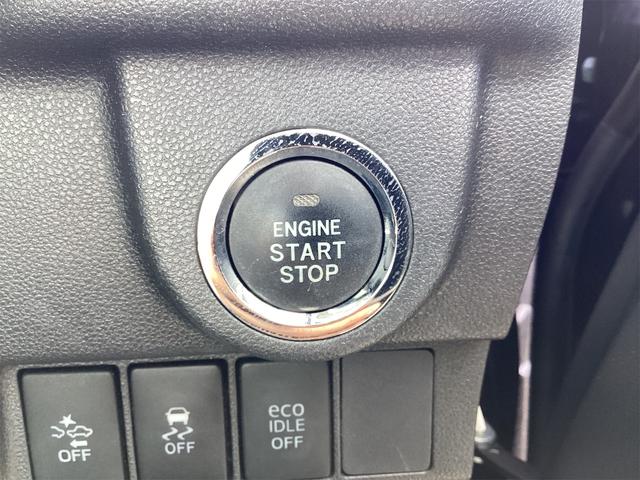 ENGINE
START
STOP
OFF
OFF
eco
IDLE
OFF